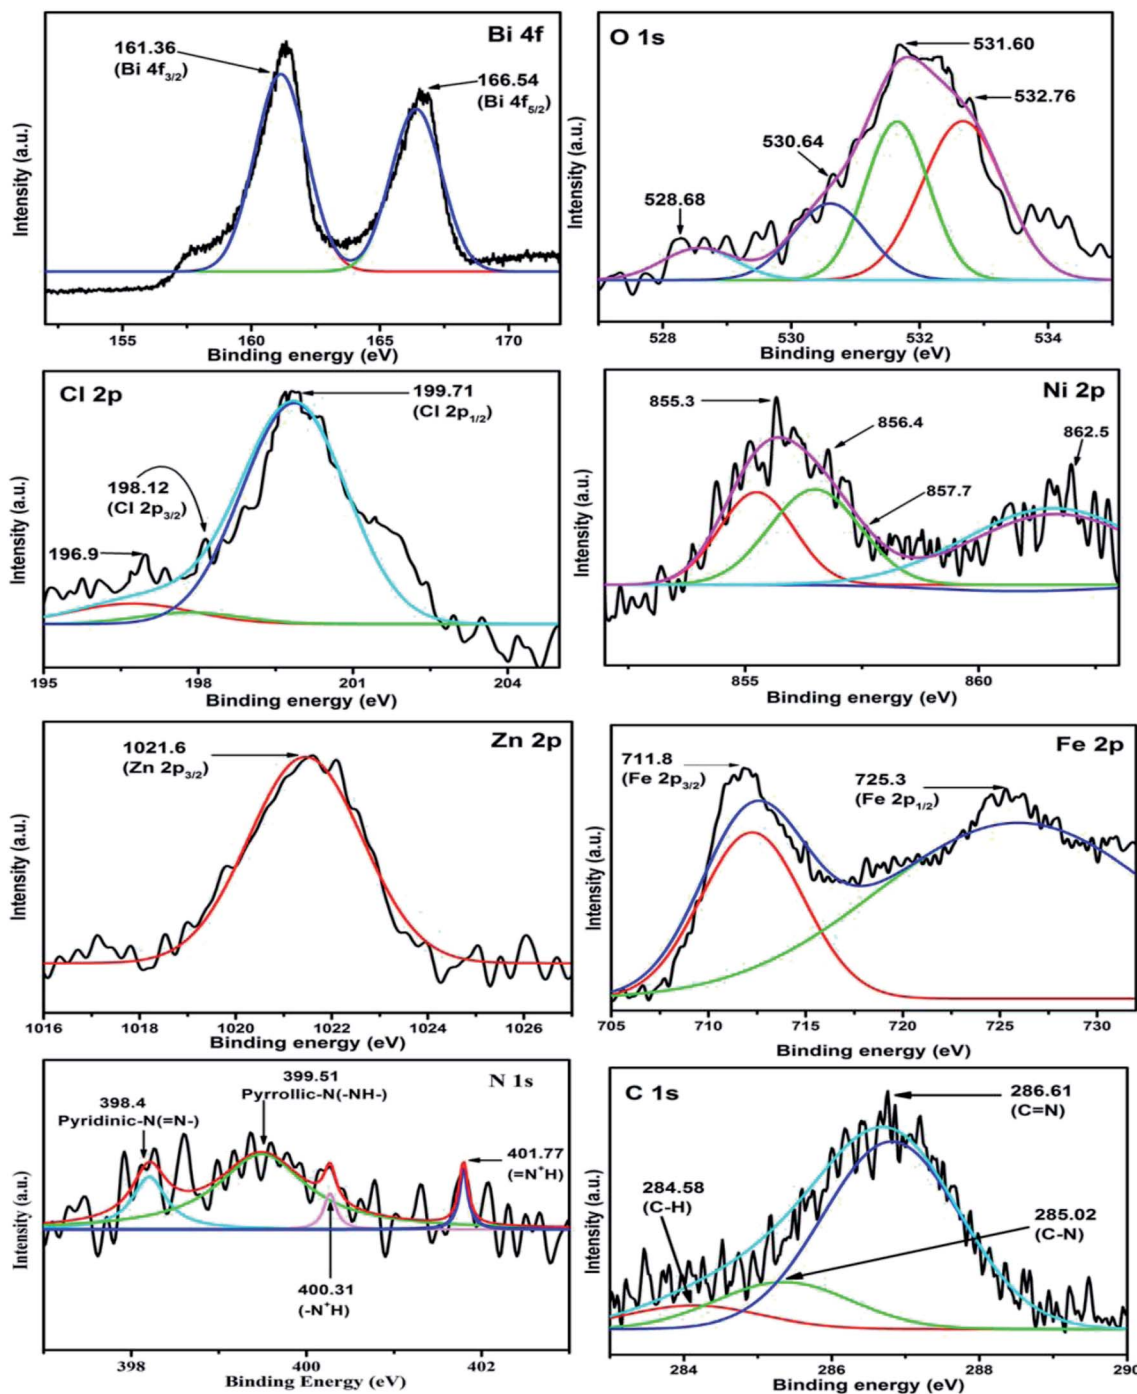 Bi 4f
161.36
(Bi 4f3/2)
166.54
(Bi 4f5/2)
Intensity (a.u.)
155 160 165 170
Binding energy (eV)
O 1s
531.60
532.76
530.64
528.68
Intensity (a.u.)
528 530 532 534
Binding energy (eV)
Cl 2p
199.71
(Cl 2p1/2)
198.12
(Cl 2p3/2)
196.9
Intensity (a.u.)
195 198 201 204
Binding energy (eV)
Ni 2p
855.3
856.4
862.5
857.7
Intensity (a.u.)
855 860
Binding energy (eV)
Zn 2p
1021.6
(Zn 2p3/2)
Intensity (a.u.)
1016 1018 1020 1022 1024 1026
Binding energy (eV)
Fe 2p
711.8
(Fe 2p3/2)
725.3
(Fe 2p1/2)
Intensity (a.u.)
705 710 715 720 725 730
Binding energy (eV)
N 1s
399.51
Pyrrollic-N(-NH-)
398.4
Pyridinic-N(=N-)
401.77
(=N+H)
400.31
(-N+H)
Intensity (a.u.)
398 400 402
Binding Energy (eV)
C 1s
286.61
(C=N)
284.58
(C-H)
285.02
(C-N)
Intensity (a.u.)
284 286 288 290
Binding energy (eV)